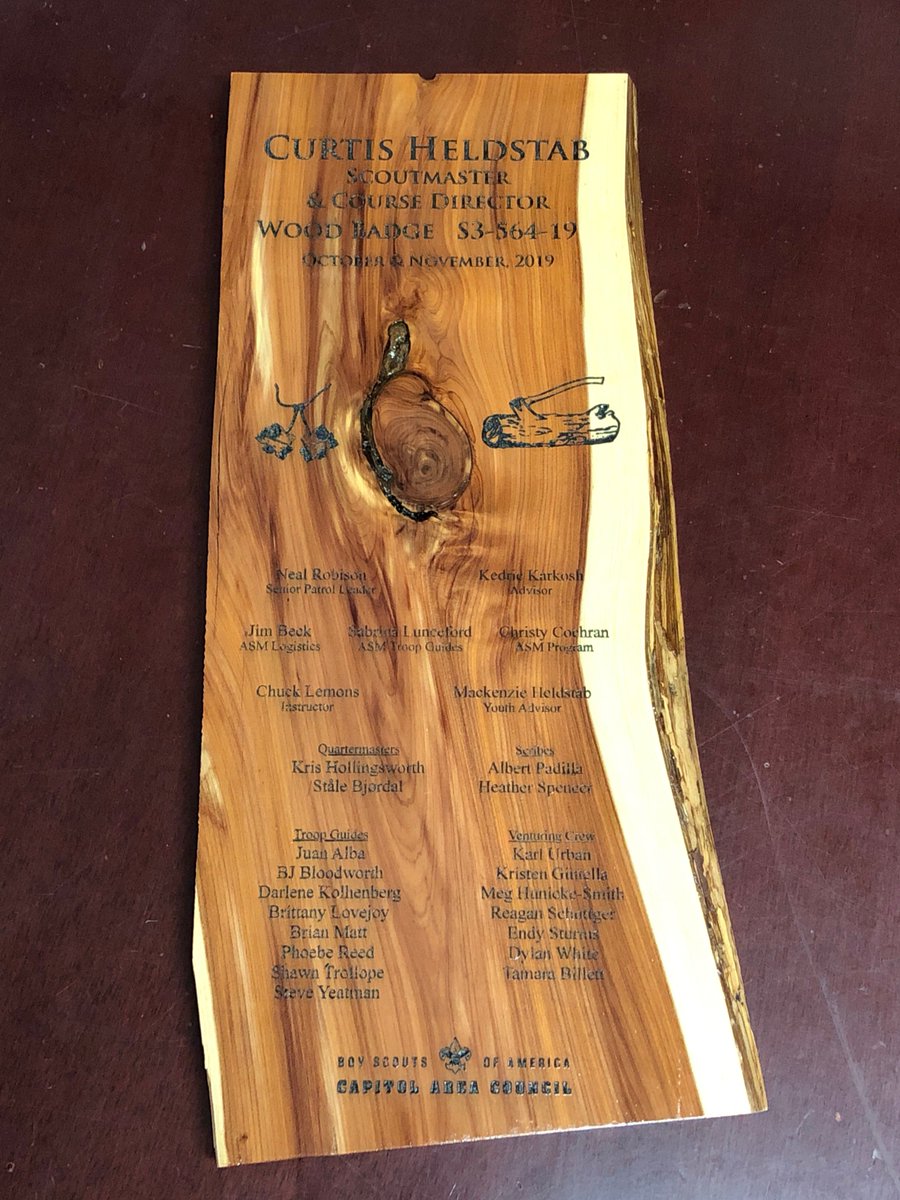 CURTIS HELDSTAB
SCOUTMASTER
& COURSE DIRECTOR
WOOD BADGE S3-564-19
OCTOBER & NOVEMBER, 2019
Neal Robison Kedric Karkosh
Senior Patrol Leader Advisor
Jim Beck Sabrina Lunceford Christy Cochran
ASM Logistics ASM Troop Guides ASM Program
Chuck Lemons Mackenzie Heldstab
Instructor Youth Advisor
Quartermasters Scribes
Kris Hollingsworth Albert Padilla
Ståle Bjørdal Heather Spencer
Troop Guides Venturing Crew
Juan Alba Karl Urban
BJ Bloodworth Kristen
Darlene Kolhenberg Meg Hunicke-Smith
Brittany Lovejoy Reagan
Brian Matt Endy Sturms
Phoebe Reed Dylan White
Shawn Trollope Tamara Billett
Steve Yeatman
BOY SCOUTS OF AMERICA
CAPITOL AREA COUNCIL